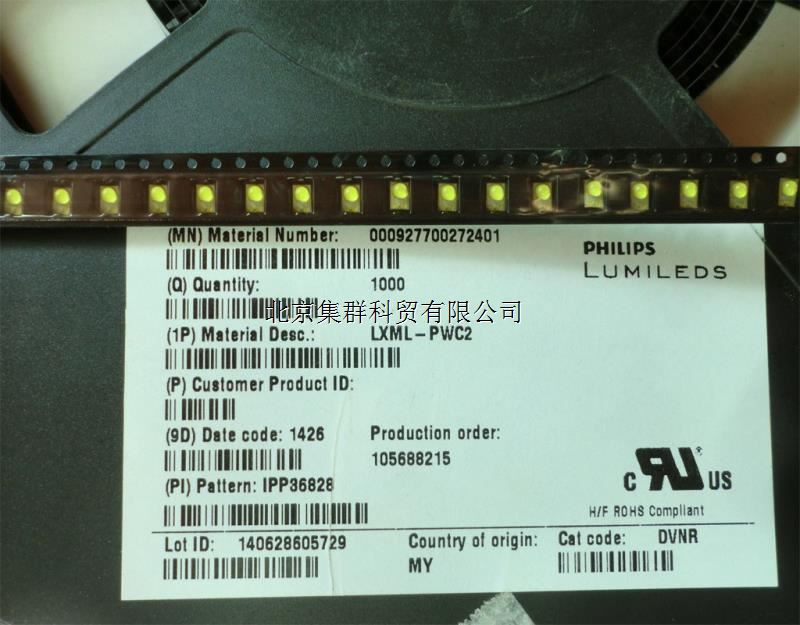 (MN) Material Number: 000927700272401
PHILIPS
LUMILEDS
(Q) Quantity: 1000
北京集群科贸有限公司
(1P) Material Desc.: LXML-PWC2
(P) Customer Product ID:
(9D) Date code: 1426 Production order:
105688215
(PI) Pattern: IPP36828
C RU® US
H/F ROHS Compliant
Lot ID: 140628605729 Country of origin: Cat code: DVNR
MY